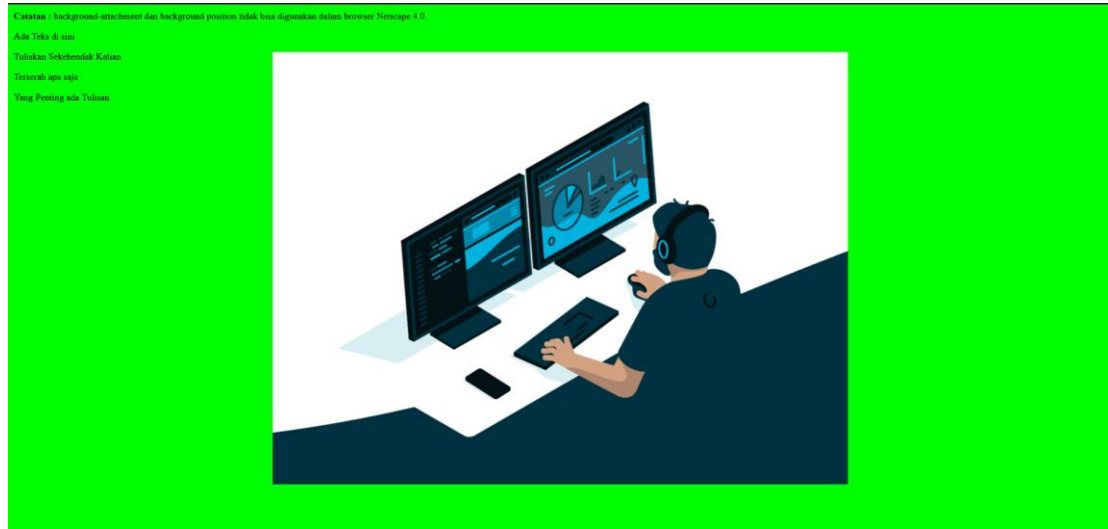 Catatan : background-attachment dan background position tidak bisa digunakan dalam browser Netscape 4.0.
Ada Teks di sini
Tuliskan Sekehendak Kalian
Terserah apa saja
Yang Penting ada Tulisan